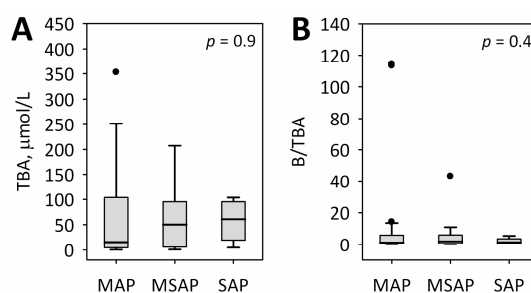 A
TBA, µmol/L
450
400
350
300
250
200
150
100
50
0
p = 0.9
MAP MSAP SAP
B
B/TBA
140
120
100
80
60
40
20
0
p = 0.4
MAP MSAP SAP